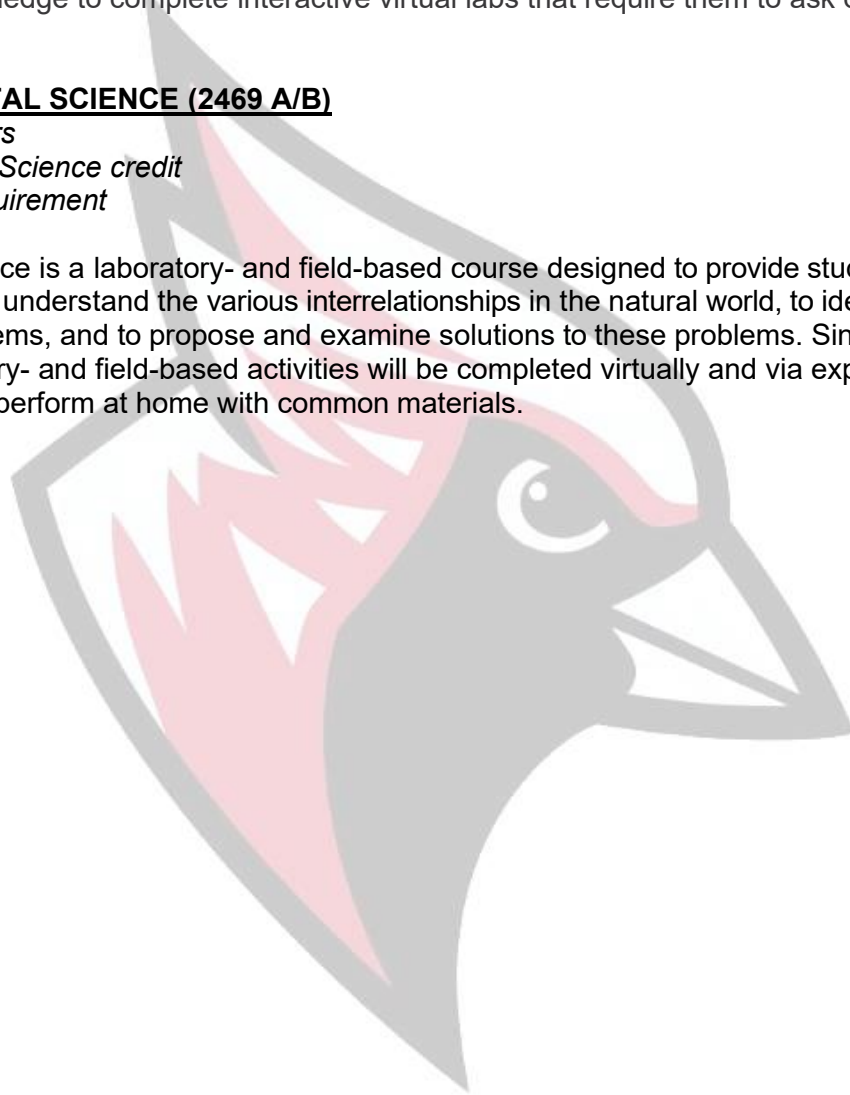 ledge to complete interactive virtual labs that require them to ask
TAL SCIENCE (2469 A/B)
rs
Science credit
uirement
ce is a laboratory- and field-based course designed to provide stu
understand the various interrelationships in the natural world, to ide
ems, and to propose and examine solutions to these problems. Sin
ry- and field-based activities will be completed virtually and via exp
perform at home with common materials.